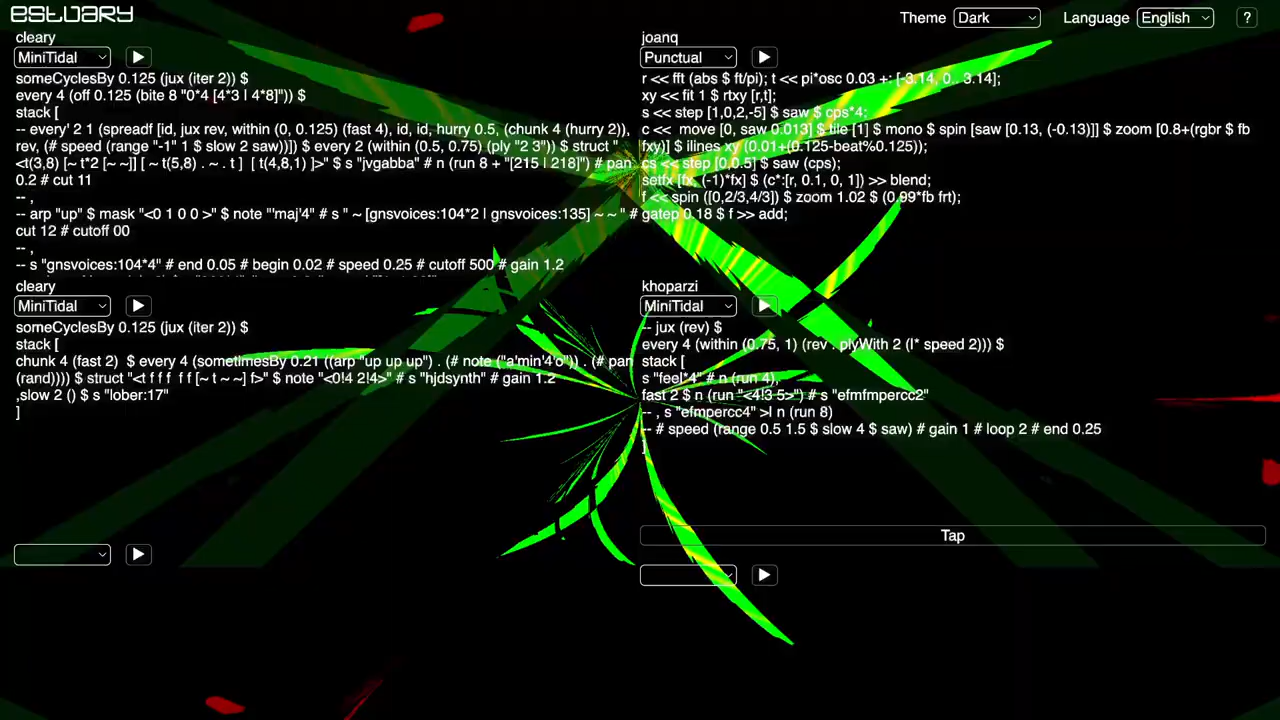 estuary
Theme Dark Language English ?
cleary
MiniTidal
someCyclesBy 0.125 (jux (iter 2)) $
every 4 (off 0.125 (bite 8 "0*4 [4*3 | 4*8]")) $
stack [
-- every' 2 1 (spreadf [id, jux rev, within (0, 0.125) (fast 4), id, id, hurry 0.5, (chunk 4 (hurry 2)),
rev, (# speed (range "-1" 1 $ slow 2 saw))]) $ every 2 (within (0.5, 0.75) (ply "2 3")) $ struct "
<t(3,8) [~ t*2 [~ ~]] [ ~ t(5,8) . ~ . t ]  [ t(4,8,1) ]>" $ s "jvgabba" # n (run 8 + "[215 | 218]") # pan
0.2 # cut 11
-- ,
-- arp "up" $ mask "<0 1 0 0 >" $ note "'maj'4" # s " ~ [gnsvoices:104*2 | gnsvoices:135] ~ ~ " #
cut 12 # cutoff 00
-- ,
-- s "gnsvoices:104*4" # end 0.05 # begin 0.02 # speed 0.25 # cutoff 500 # gain 1.2
joanq
Punctual
r << fft (abs $ ft/pi); t << pi*osc 0.03 +: [-3.14, 0.. 3.14];
xy << fit 1 $ rtxy [r,t];
s << step [1,0,2,-5] $ saw $ cps*4;
c <<  move [0, saw 0.013] $ tile [1] $ mono $ spin [saw [0.13, (-0.13)]] $ zoom [0.8+(rgbr $ fb
fxy)] $ ilines xy (0.01+(0.125-beat%0.125));
cs << step [0,0.5] $ saw (cps);
setfx [fx, (-1)*fx] $ (c*:[r, 0.1, 0, 1]) >> blend;
f << spin ([0,2/3,4/3]) $ zoom 1.02 $ (0.99*fb frt);
gatep 0.18 $ f >> add;
cleary
MiniTidal
someCyclesBy 0.125 (jux (iter 2)) $
stack [
chunk 4 (fast 2)  $ every 4 (sometimesBy 0.21 ((arp "up up up") . (# note ("a'min'4'o")) . (# pan
(rand)))) $ struct "<t f f f  f f [~ t ~ ~] f>" $ note "<0!4 2!4>" # s "hjdsynth" # gain 1.2
,slow 2 () $ s "lober:17"
]
khoparzi
MiniTidal
-- jux (rev) $
every 4 (within (0.75, 1) (rev . plyWith 2 (|* speed 2))) $
stack [
s "feel*4" # n (run 4),
fast 2 $ n (run "<4!3 5>") # s "efmfmpercc2"
-- , s "efmpercc4" >| n (run 8)
-- # speed (range 0.5 1.5 $ slow 4 $ saw) # gain 1 # loop 2 # end 0.25
]
Tap